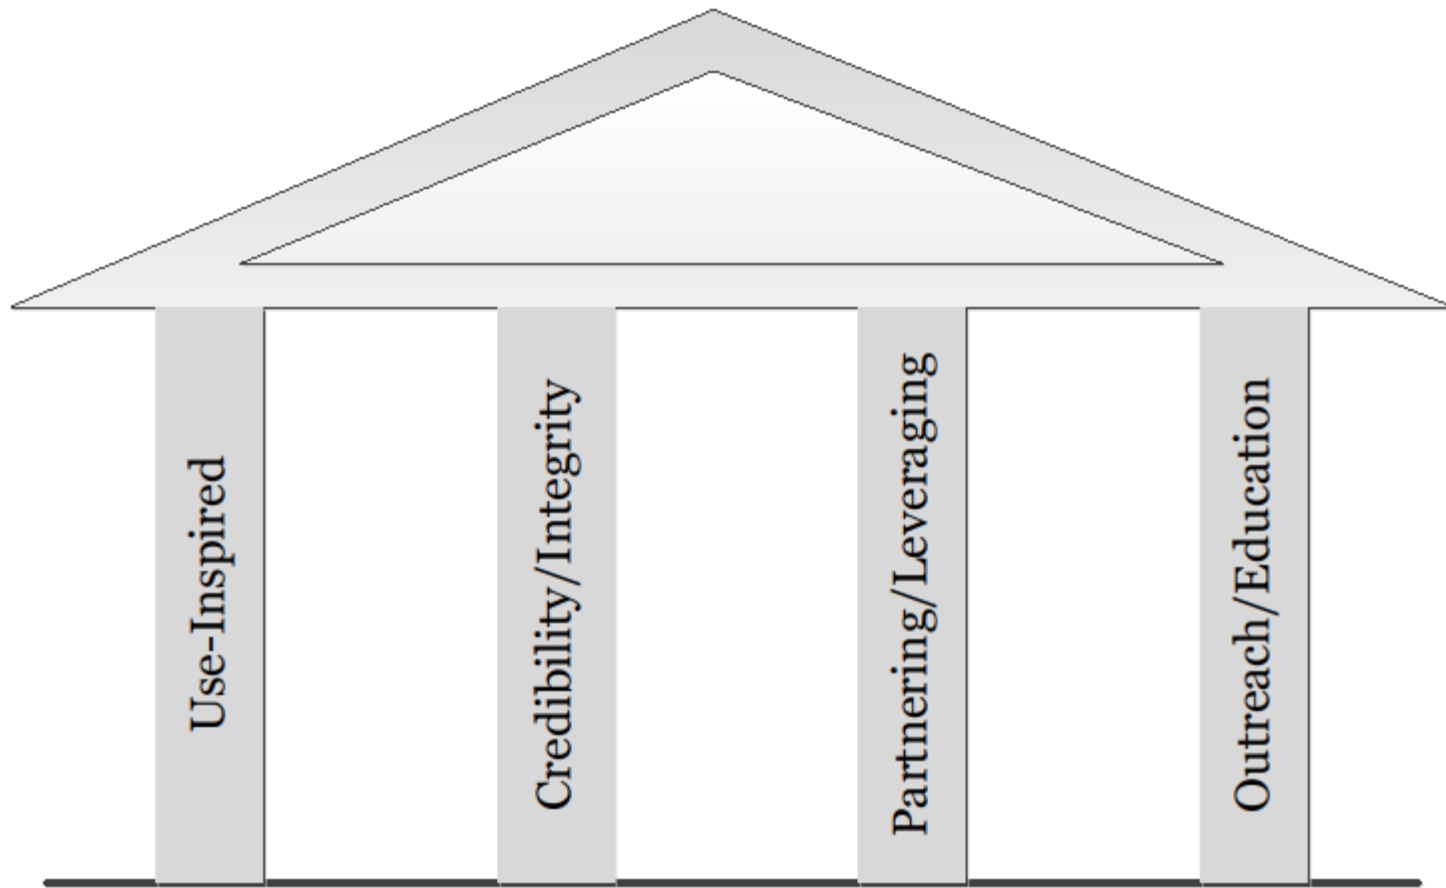 Use-Inspired
Credibility/Integrity
Partnering/Leveraging
Outreach/Education